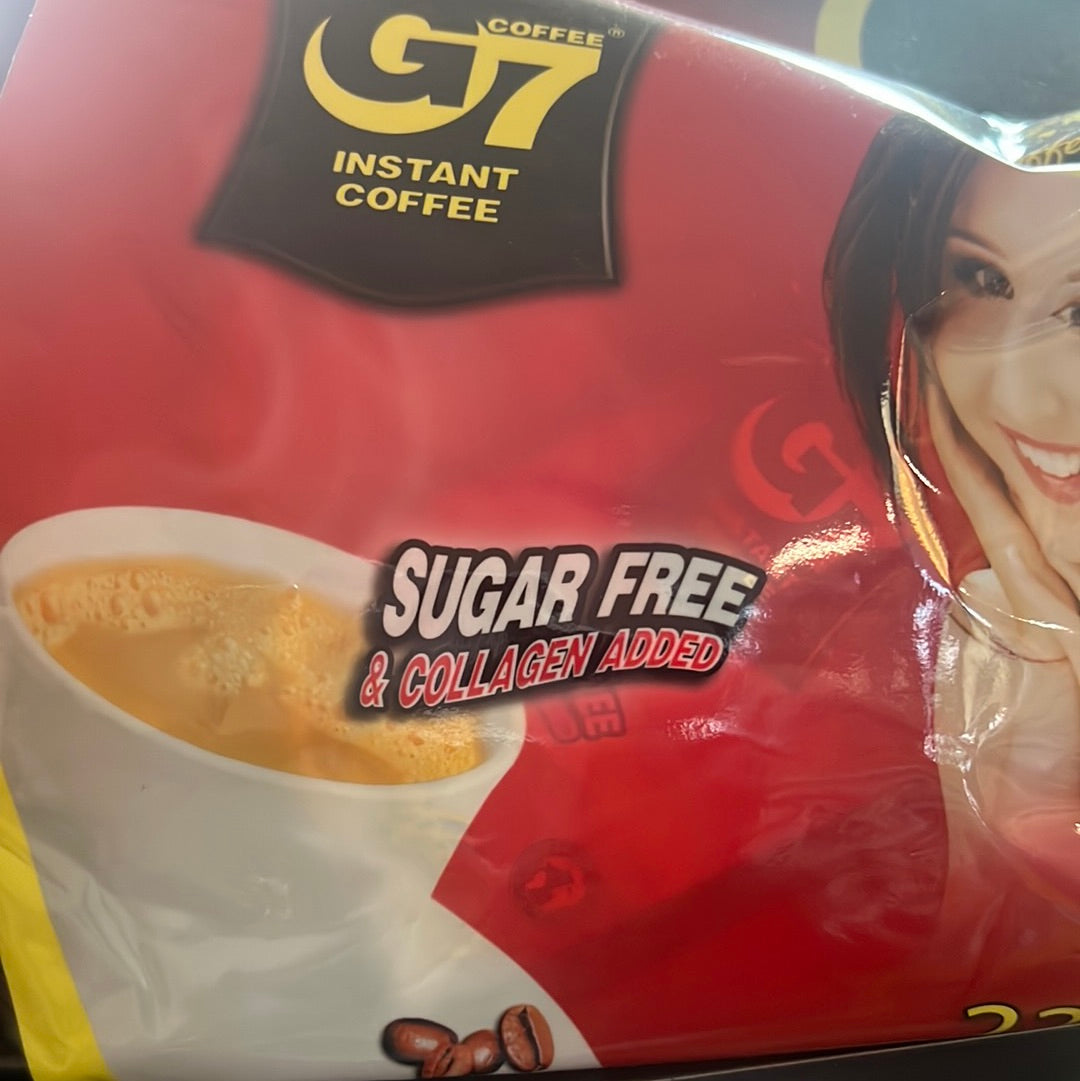 COFFEE
G7
INSTANT
COFFEE
SUGAR FREE
& COLLAGEN ADDED